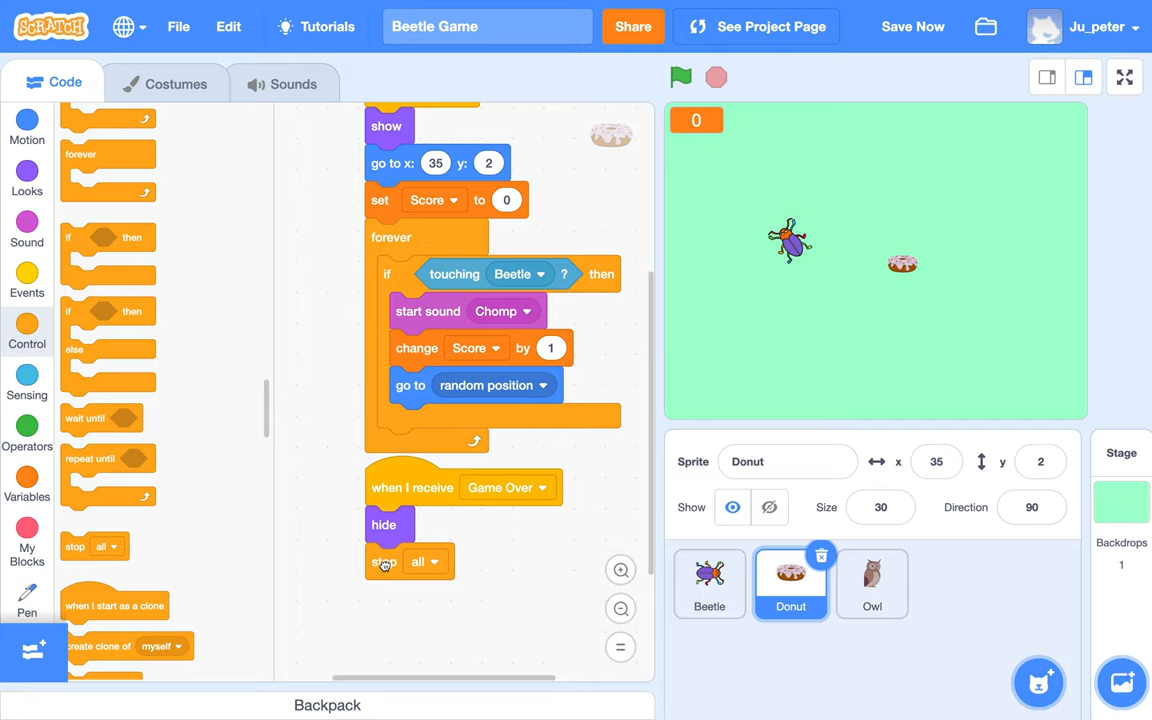 SCRATCH
File
Edit
Tutorials
Beetle Game
Share
See Project Page
Save Now
Ju_peter
Code
Costumes
Sounds
Motion
Looks
Sound
Events
Control
Sensing
Operators
Variables
My
Blocks
Pen
forever
if then
if then
else
wait until
repeat until
stop all
when I start as a clone
create clone of myself
show
go to x: 35 y: 2
set Score to 0
forever
if touching Beetle ? then
start sound Chomp
change Score by 1
go to random position
when I receive Game Over
hide
stop all
Backpack
0
Sprite Donut x 35 y 2
Show Size 30 Direction 90
Beetle
Donut
Owl
Stage
Backdrops
1